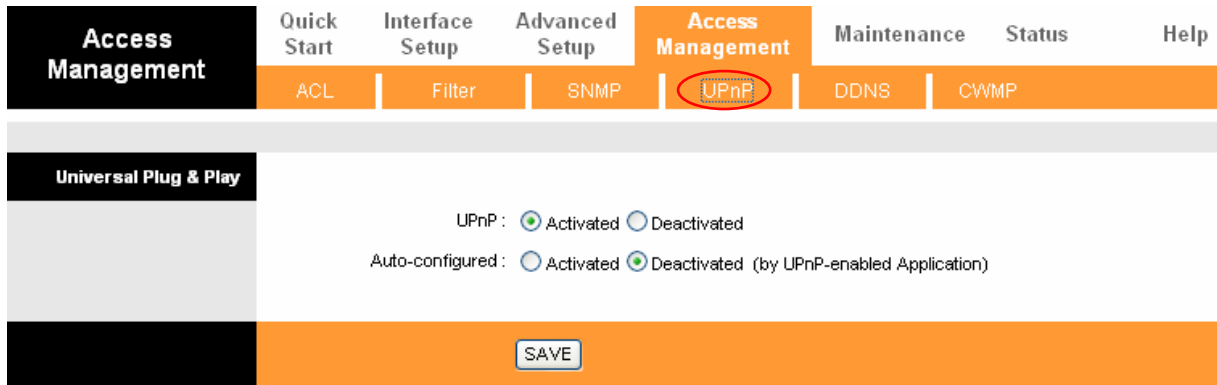 Access Management
Quick Start
Interface Setup
Advanced Setup
Access Management
Maintenance
Status
Help
ACL
Filter
SNMP
UPnP
DDNS
CWMP
Universal Plug & Play
UPnP : Activated Deactivated
Auto-configured : Activated Deactivated (by UPnP-enabled Application)
SAVE